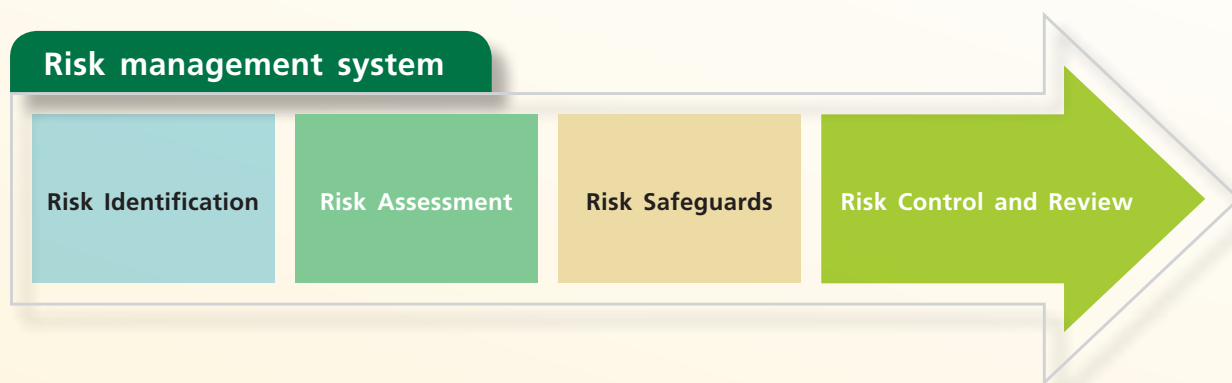 Risk management system
Risk Identification
Risk Assessment
Risk Safeguards
Risk Control and Review